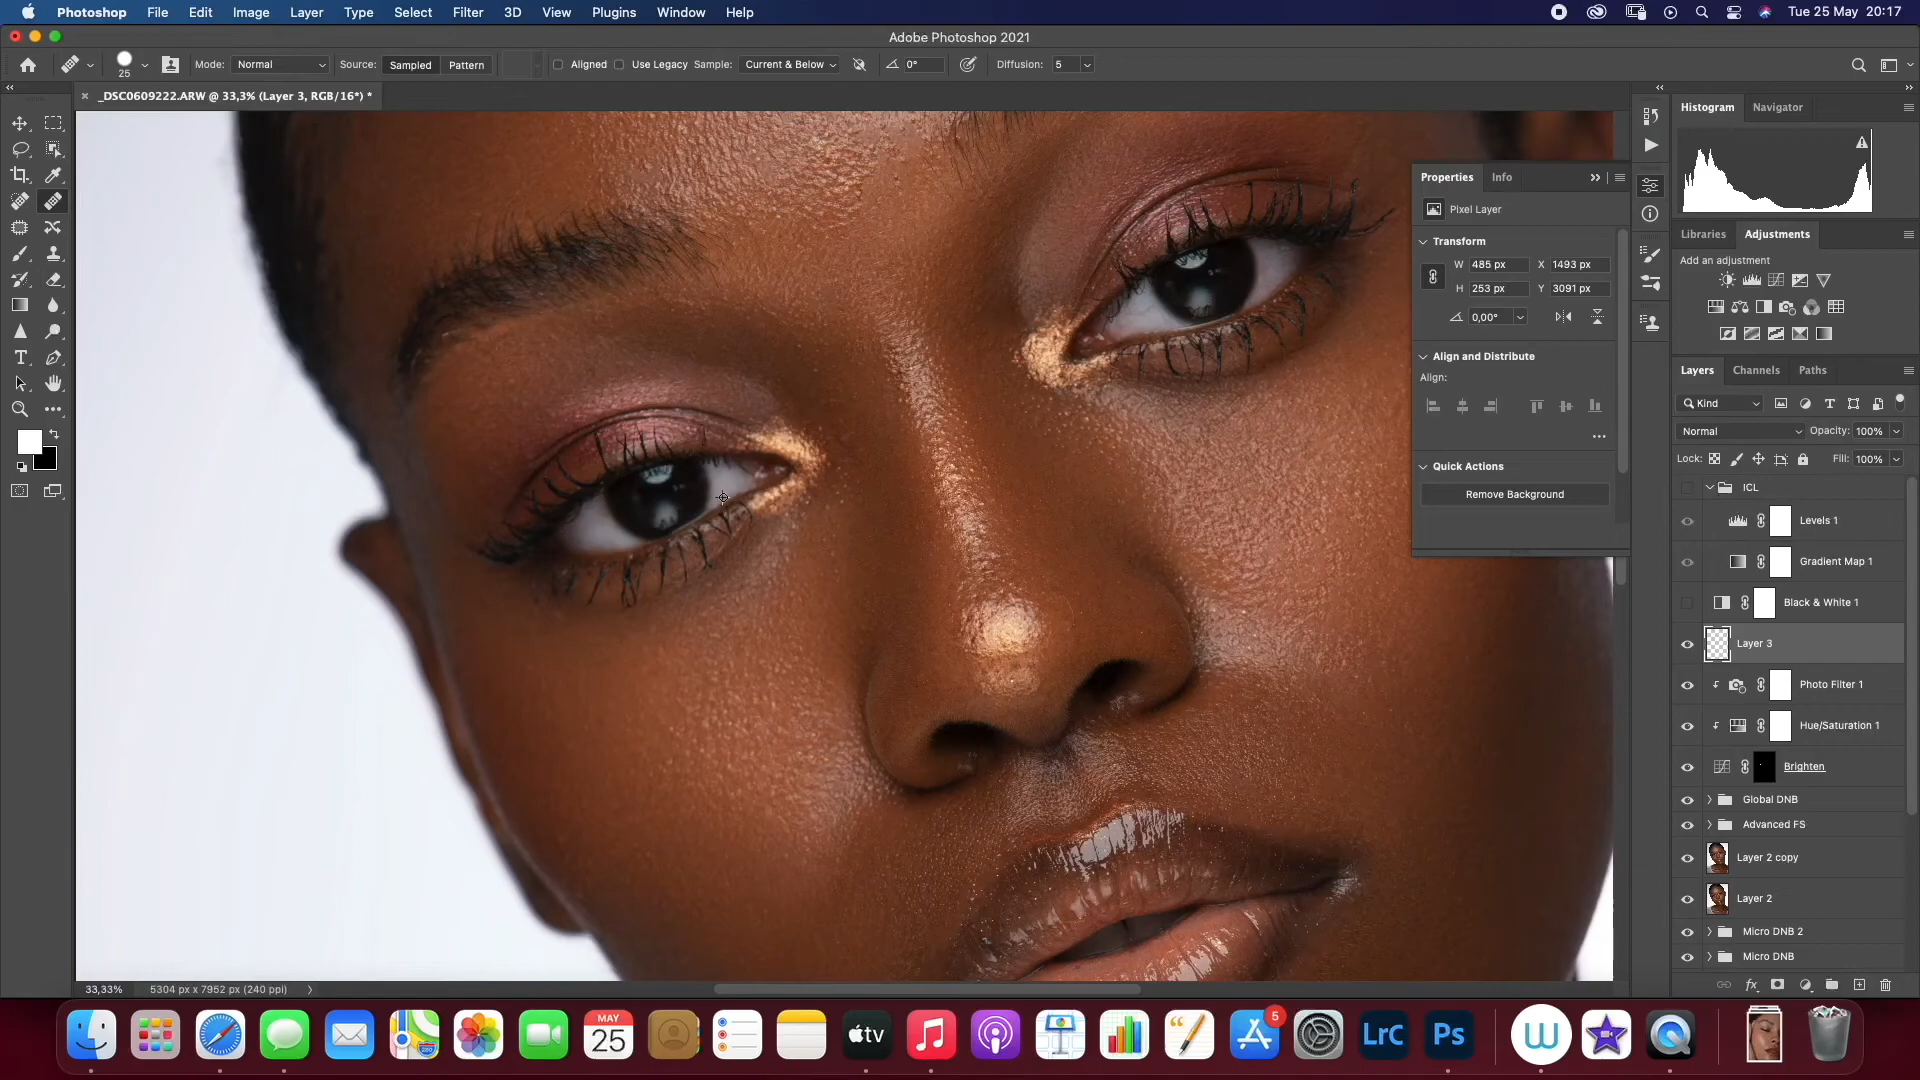 Photoshop File Edit Image Layer Type Select Filter 3D View Plugins Window Help Tue 25 May 20:17
Adobe Photoshop 2021
25 Mode: Normal Source: Sampled Pattern Aligned Use Legacy Sample: Current & Below 0° Diffusion: 5
_DSC0609222.ARW @ 33,3% (Layer 3, RGB/16*) *
Histogram Navigator
Properties Info
Pixel Layer
Transform
W 485 px X 1493 px
H 253 px Y 3091 px
0,00°
Align and Distribute
Align:
Quick Actions
Remove Background
Libraries Adjustments
Add an adjustment
Layers Channels Paths
Kind
Normal Opacity: 100%
Lock: Fill: 100%
ICL
Levels 1
Gradient Map 1
Black & White 1
Layer 3
Photo Filter 1
Hue/Saturation 1
Brighten
Global DNB
Advanced FS
Layer 2 copy
Layer 2
Micro DNB 2
Micro DNB
33,33% 5304 px x 7952 px (240 ppi)
MAY
25
280
tv
5
LrC
Ps
W